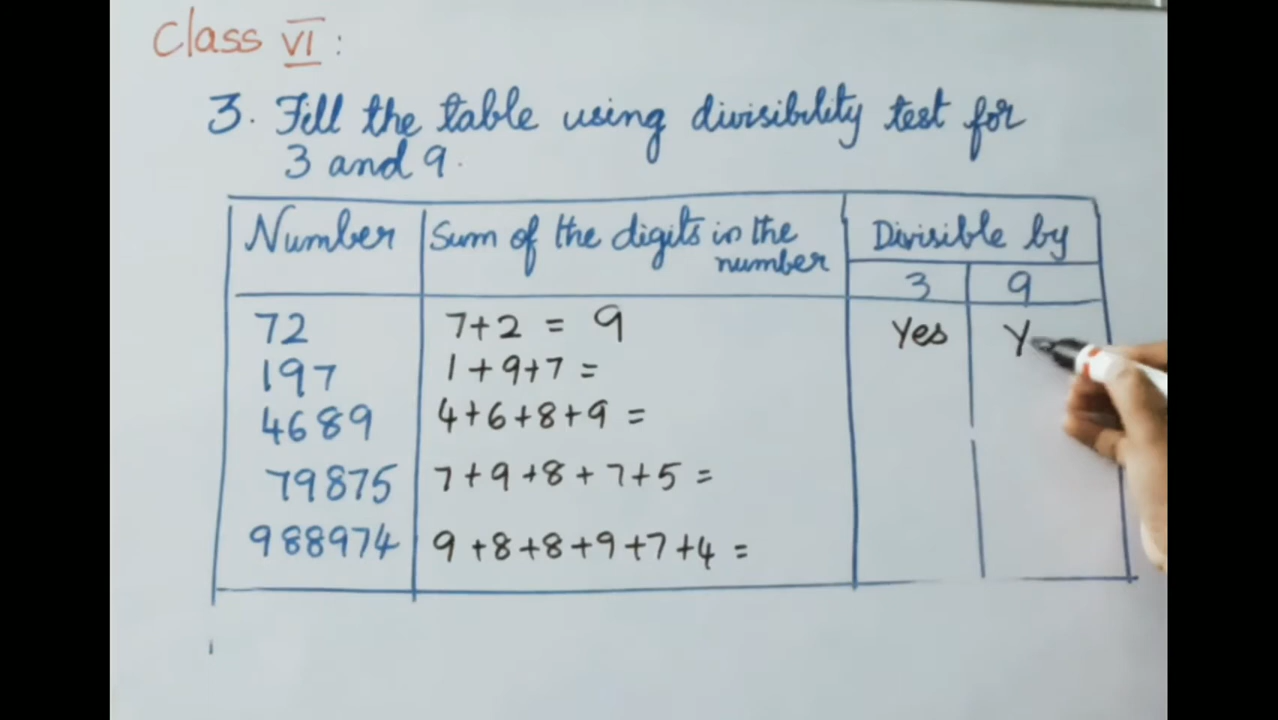 Class VI :
3. Fill the table using divisibility test for
3 and 9.
Number Sum of the digits in the number Divisible by
3 9
72 7+2 = 9 Yes Y
197 1+9+7 =
4689 4+6+8+9 =
79875 7+9+8+7+5 =
988974 9+8+8+9+7+4 =